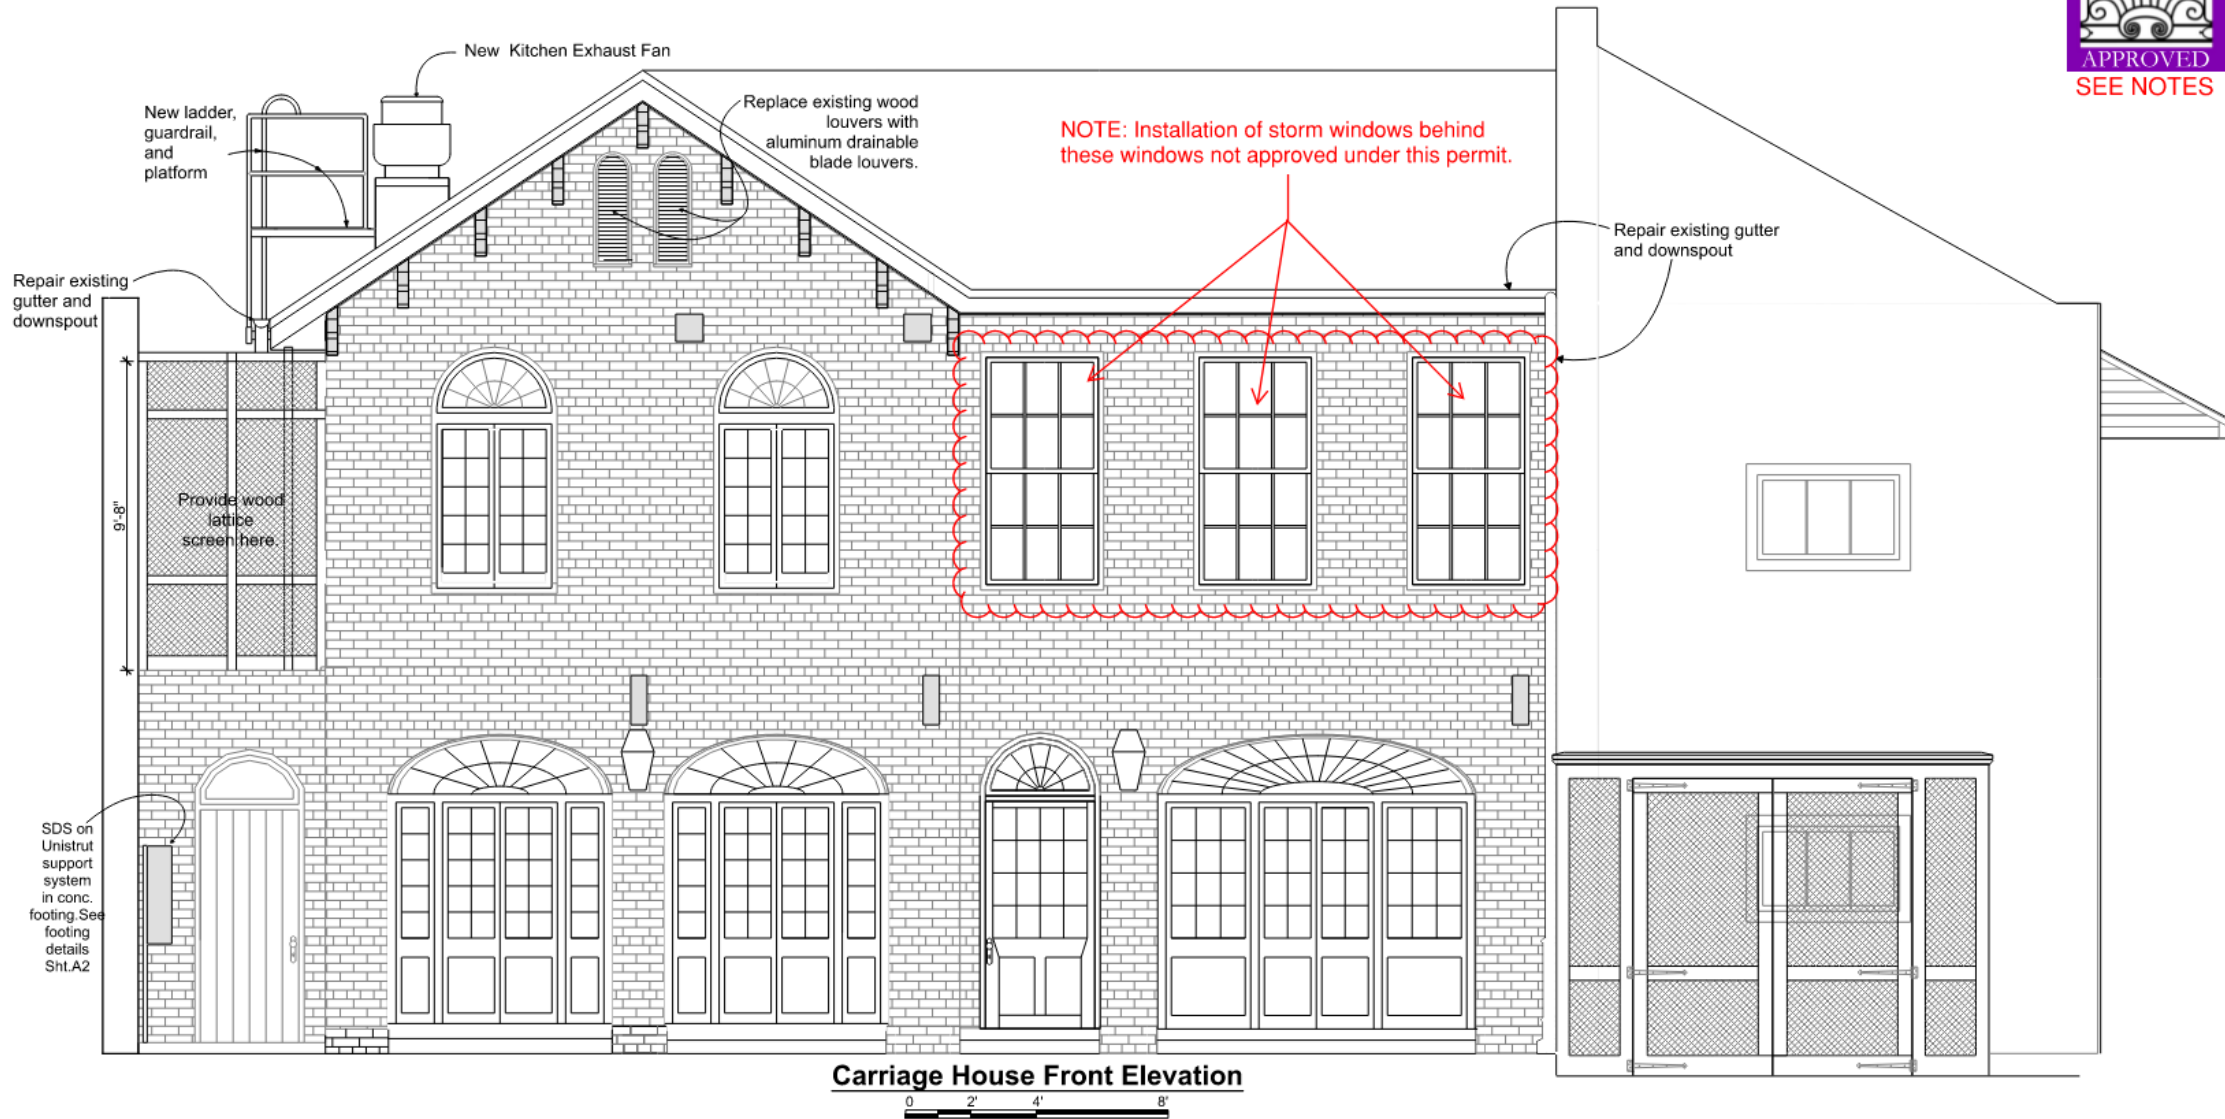 APPROVED
SEE NOTES
New Kitchen Exhaust Fan
New ladder,
guardrail,
and
platform
Replace existing wood
louvers with
aluminum drainable
blade louvers.
NOTE: Installation of storm windows behind
these windows not approved under this permit.
Repair existing gutter
and downspout
Repair existing
gutter and
downspout
9'-8"
Provide wood
lattice
screen here.
SDS on
Unistrut
support
system
in conc.
footing.See
footing
details
Sht.A2
Carriage House Front Elevation
0 2' 4' 8'